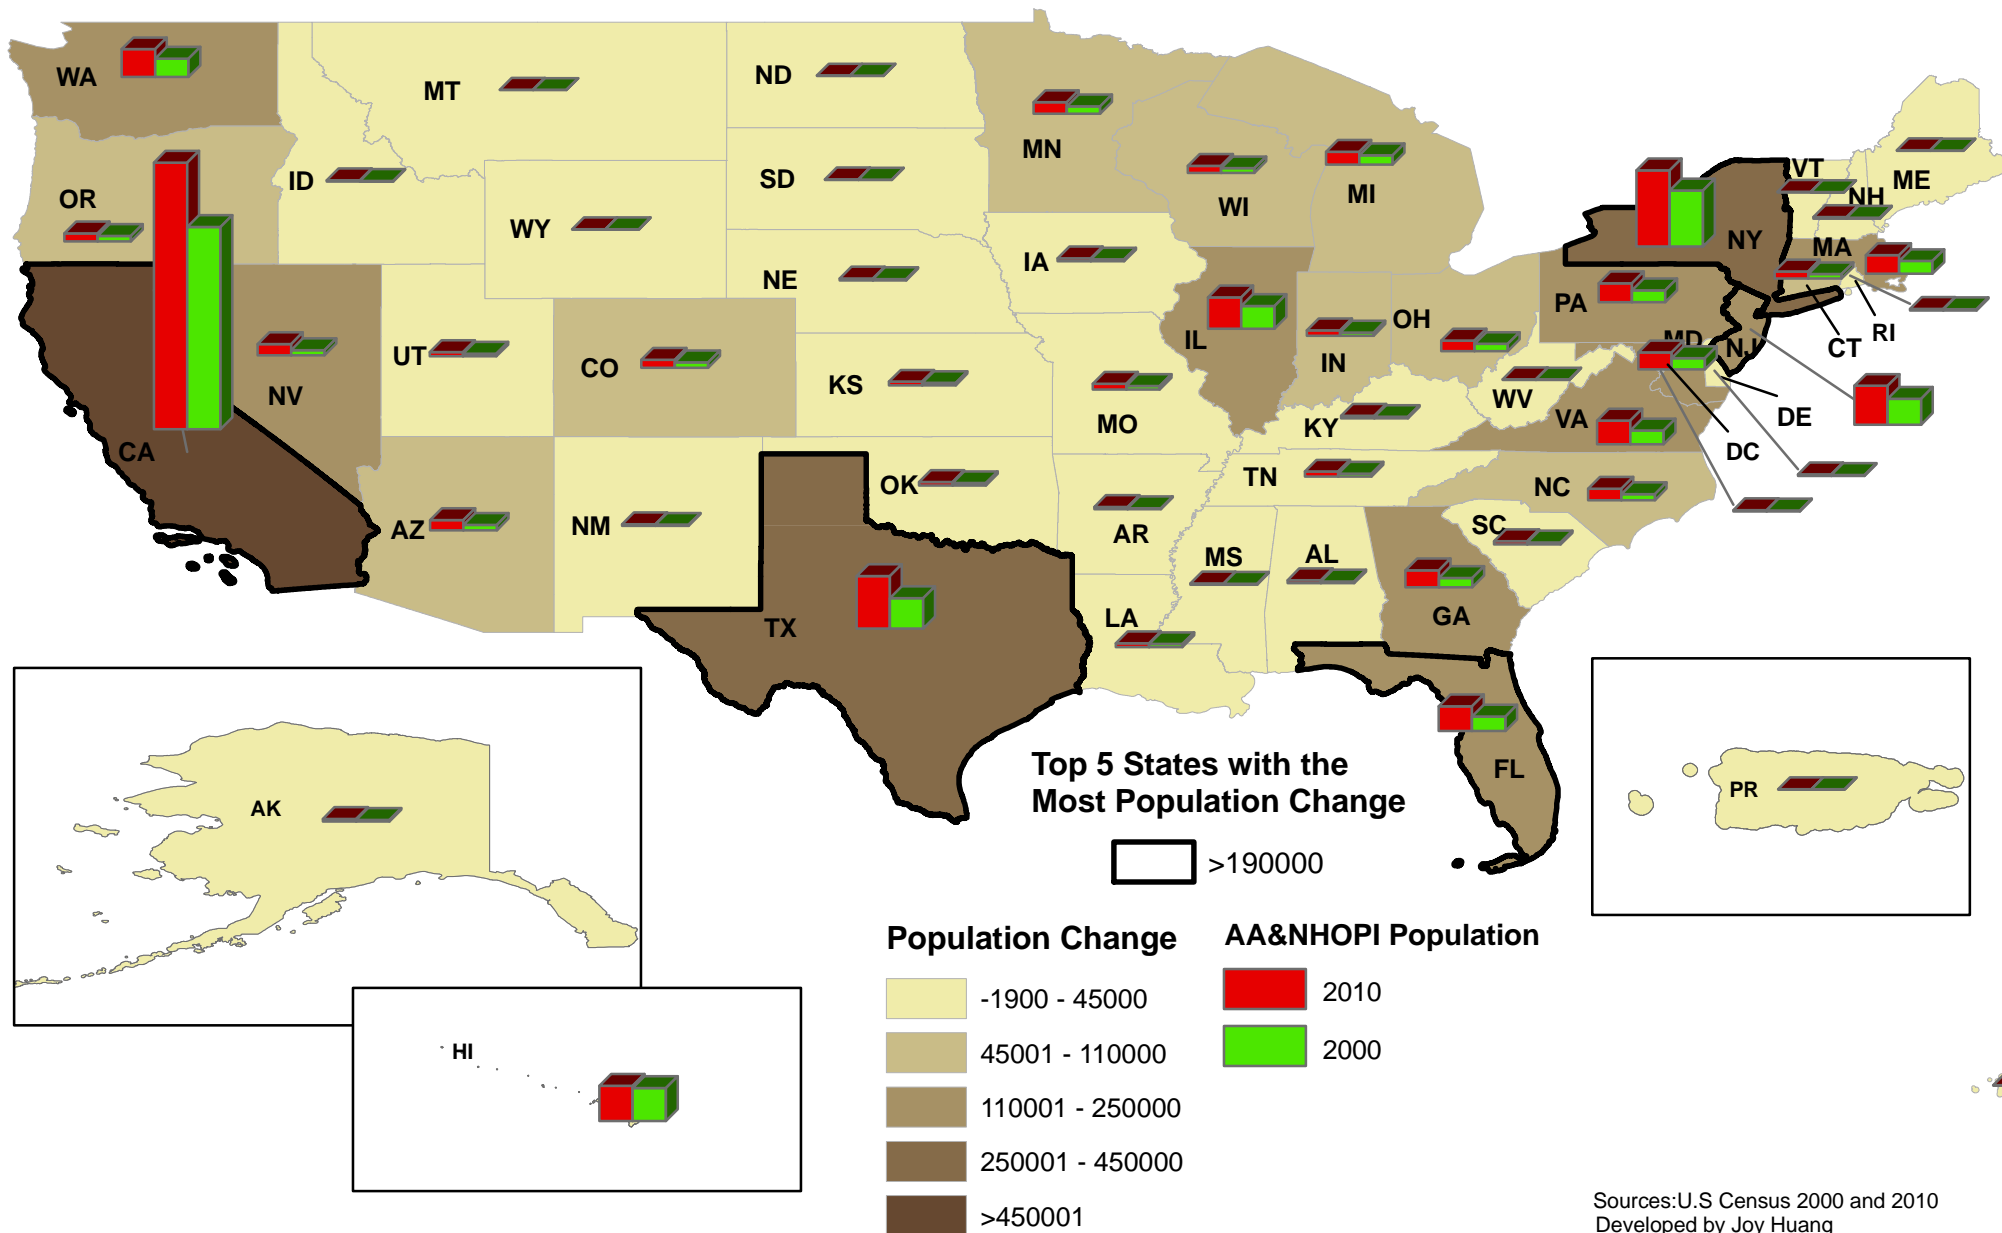 WA
MT
ND
MN
VT
ME
NH
OR
ID
SD
WI
MI
WY
NY
MA
IA
NE
PA
OH
IL
RI
CT
MD
NJ
UT
CO
IN
KS
NV
WV
DE
VA
KY
MO
CA
DC
TN
OK
NC
AZ
NM
SC
AR
MS
AL
LA
GA
TX
FL
Top 5 States with the
Most Population Change
>190000
AK
PR
HI
Population Change
-1900 - 45000
45001 - 110000
110001 - 250000
250001 - 450000
>450001
AA&NHOPI Population
2010
2000
Sources:U.S Census 2000 and 2010
Developed by Joy Huang